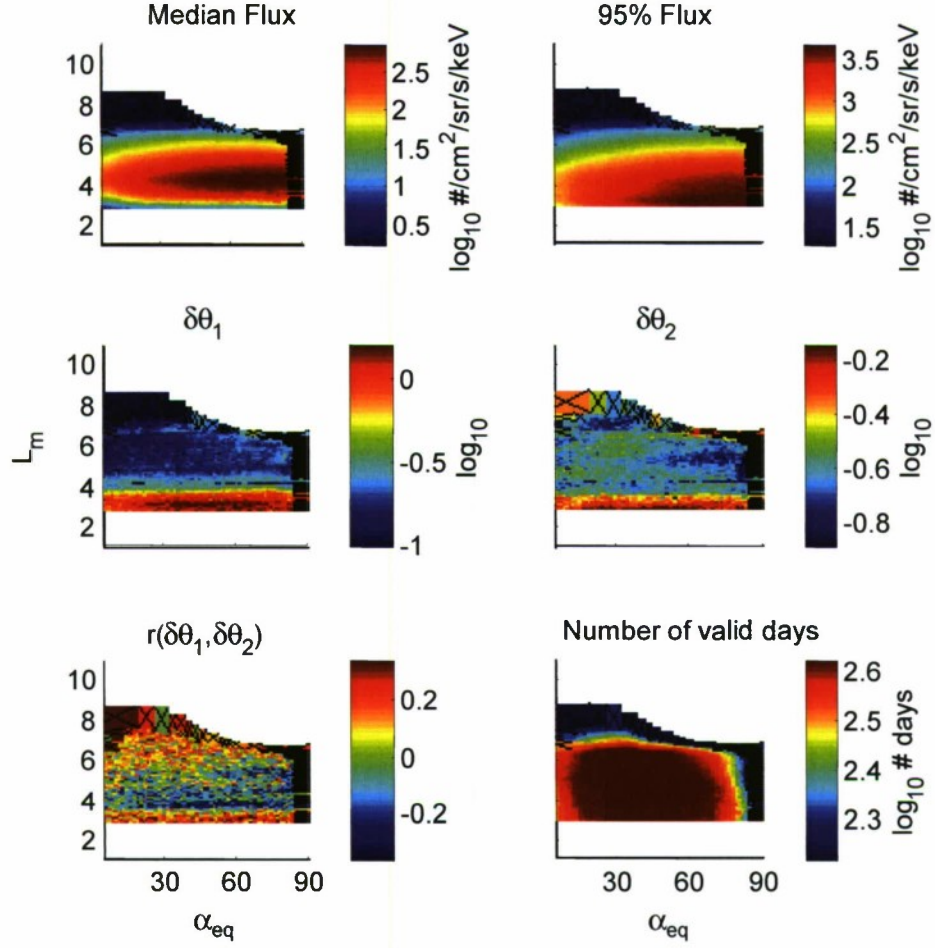 Median Flux
95% Flux
10
8
6
4
2
2.5
2
1.5
1
0.5
log10 #/cm²/sr/s/keV
3.5
3
2.5
2
1.5
log10 #/cm²/sr/s/keV
δθ1
δθ2
Lm
10
8
6
4
2
0
-0.5
-1
log10
-0.2
-0.4
-0.6
-0.8
log10
r(δθ1,δθ2)
Number of valid days
10
8
6
4
2
0.2
0
-0.2
2.6
2.5
2.4
2.3
log10 # days
30 60 90
30 60 90
αeq
αeq